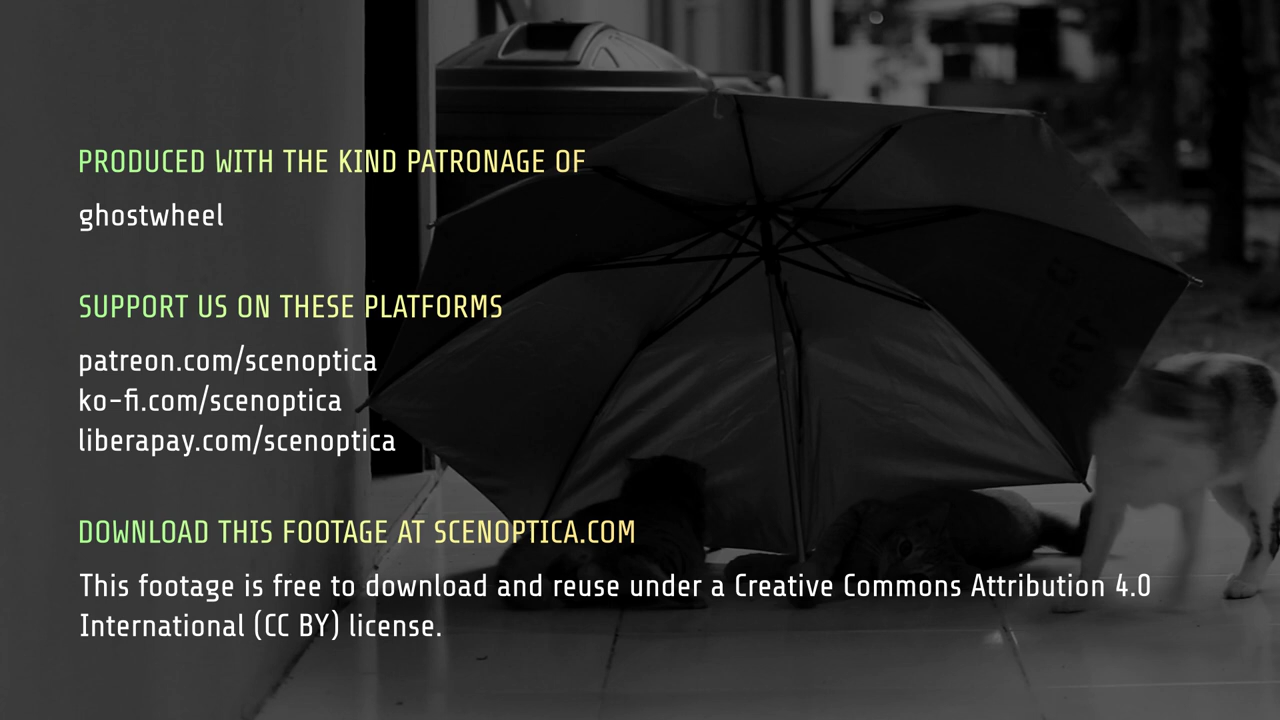 PRODUCED WITH THE KIND PATRONAGE OF
ghostwheel
SUPPORT US ON THESE PLATFORMS
patreon.com/scenoptica
ko-fi.com/scenoptica
liberapay.com/scenoptica
DOWNLOAD THIS FOOTAGE AT SCENOPTICA.COM
This footage is free to download and reuse under a Creative Commons Attribution 4.0
International (CC BY) license.